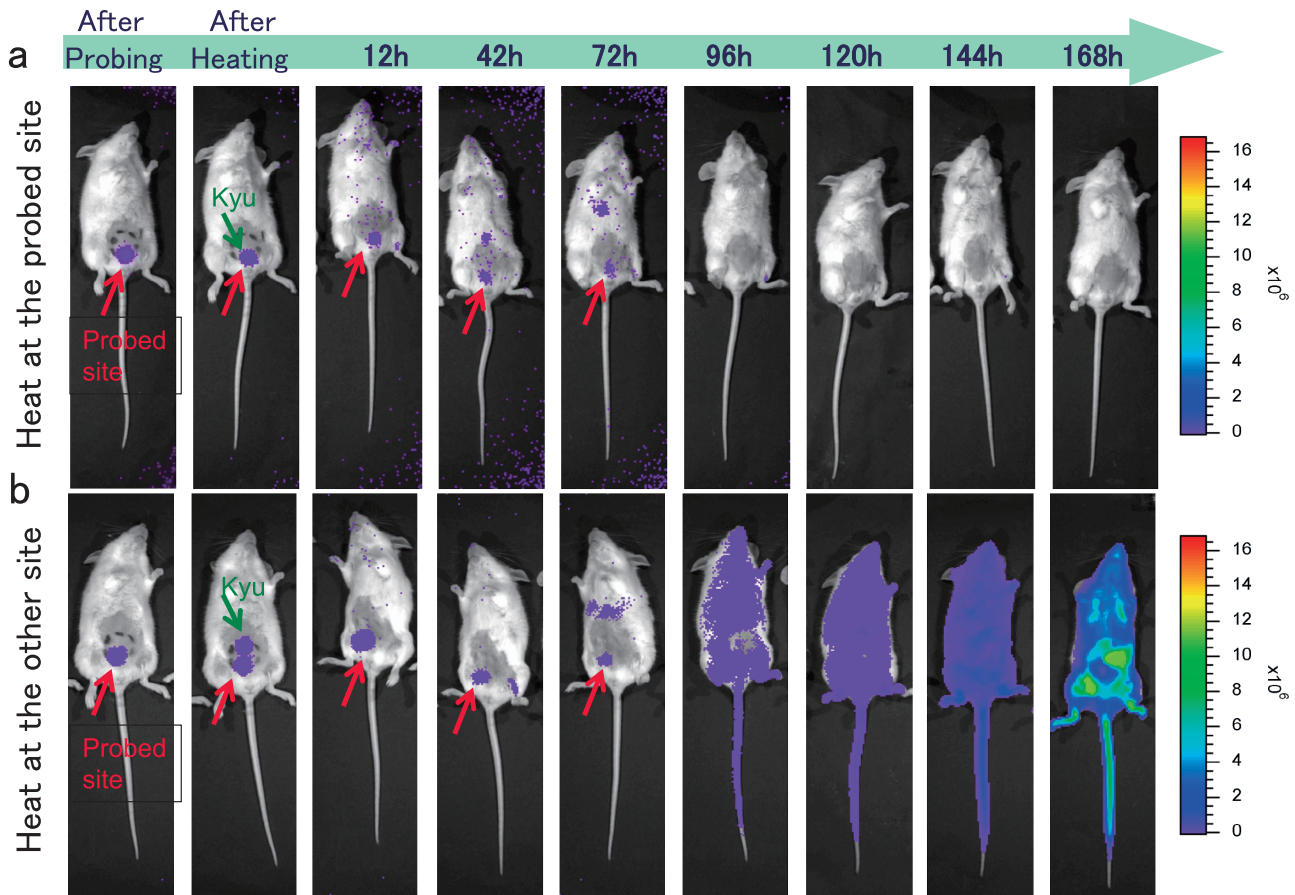 After
Probing
After
Heating
12h
42h
72h
96h
120h
144h
168h
a
Heat at the probed site
Kyu
Probed
site
16
14
12
10
8
6
4
2
0
x10⁶
b
Heat at the other site
Kyu
Probed
site
16
14
12
10
8
6
4
2
0
x10⁶